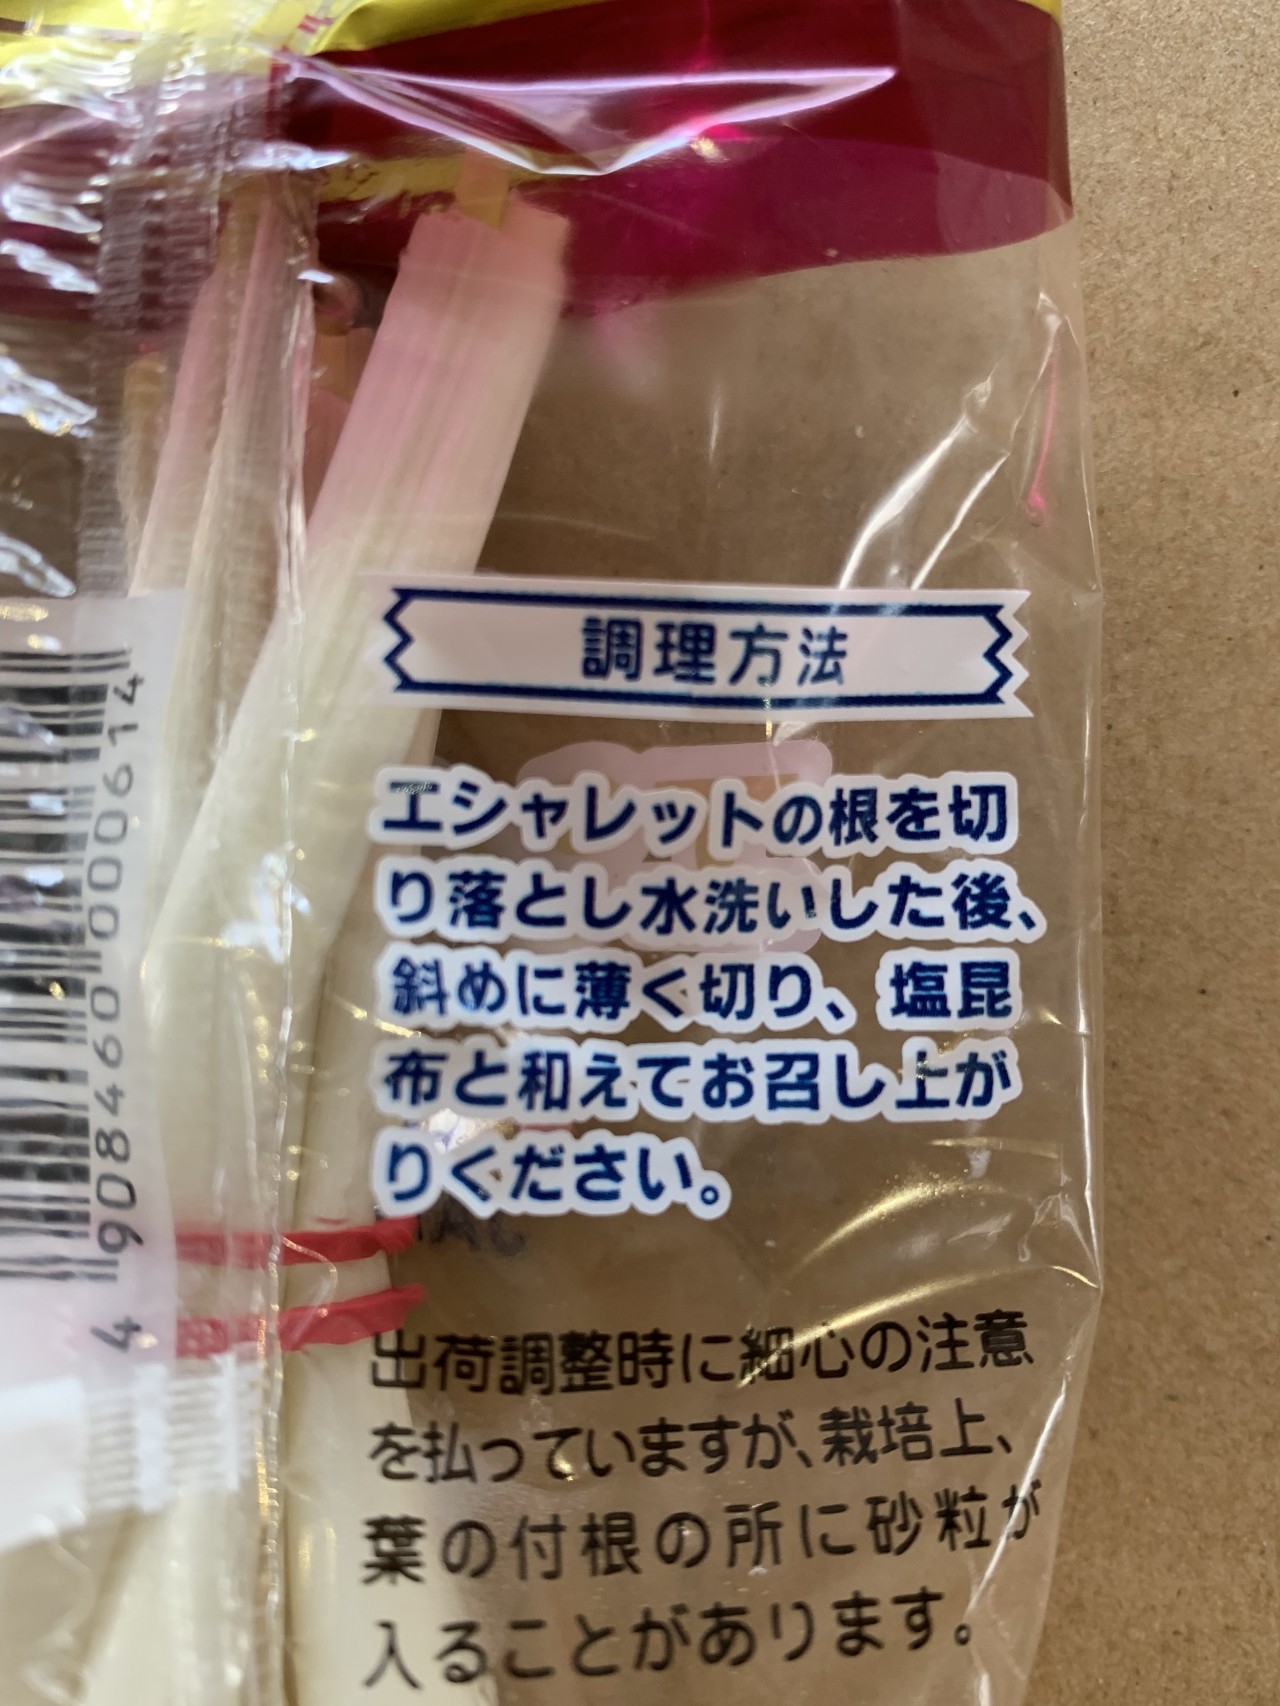 調理方法
エシャレットの根を切
り落とし水洗いした後、
斜めに薄く切り、塩昆
布と和えてお召し上が
りください。
出荷調整時に細心の注意
を払っていますが、栽培上、
葉の付根の所に砂粒が
入ることがあります。
4908460000614